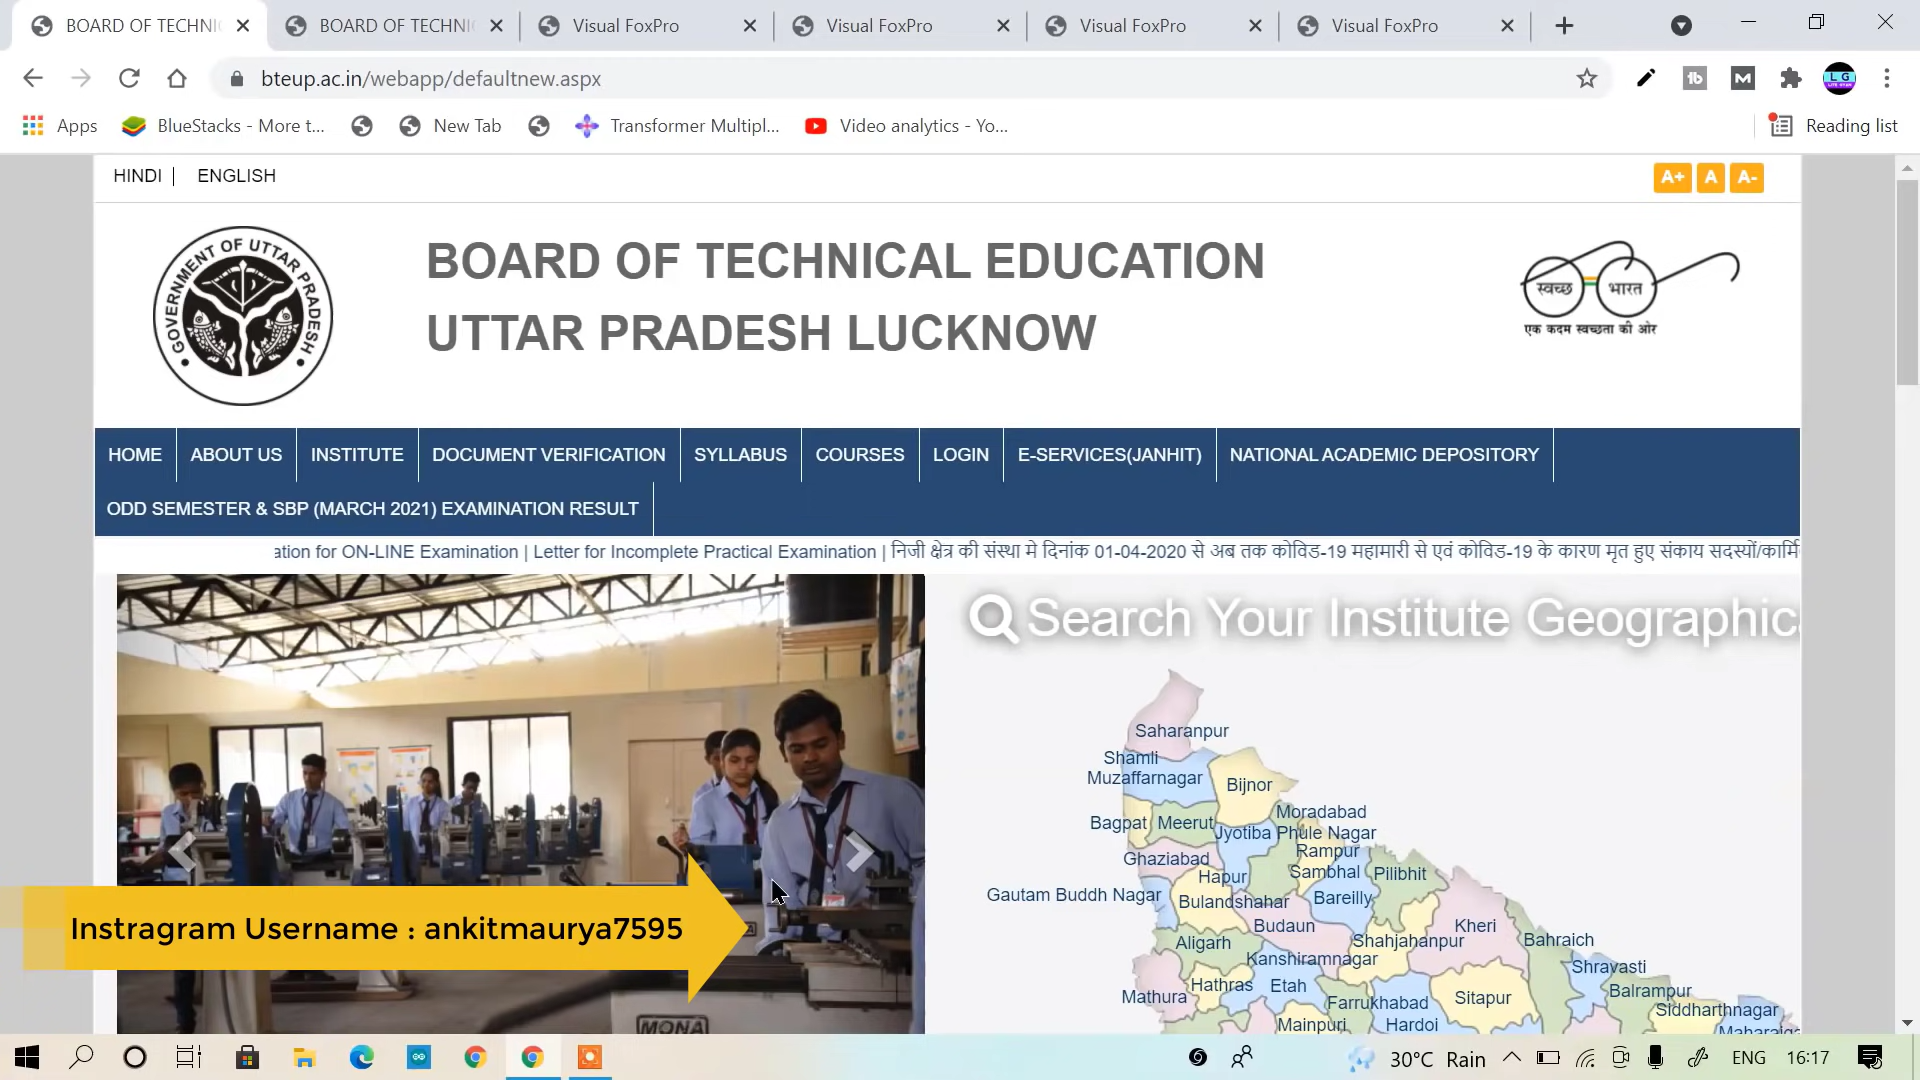 BOARD OF TECHNI
BOARD OF TECHNI
Visual FoxPro
Visual FoxPro
Visual FoxPro
Visual FoxPro
bteup.ac.in/webapp/defaultnew.aspx
Apps
BlueStacks - More t...
New Tab
Transformer Multipl...
Video analytics - Yo...
Reading list
HINDI |
ENGLISH
A+
A
A-
GOVERNMENT OF UTTAR PRADESH
BOARD OF TECHNICAL EDUCATION
UTTAR PRADESH LUCKNOW
स्वच्छ
भारत
एक कदम स्वच्छता की ओर
HOME
ABOUT US
INSTITUTE
DOCUMENT VERIFICATION
SYLLABUS
COURSES
LOGIN
E-SERVICES(JANHIT)
NATIONAL ACADEMIC DEPOSITORY
ODD SEMESTER & SBP (MARCH 2021) EXAMINATION RESULT
ation for ON-LINE Examination | Letter for Incomplete Practical Examination | निजी क्षेत्र की संस्था मे दिनांक 01-04-2020 से अब तक कोविड-19 महामारी से एवं कोविड-19 के कारण मृत हुए संकाय सदस्यों/कार्मि
Search Your Institute Geographic
Saharanpur
Shamli
Muzaffarnagar
Bijnor
Moradabad
Bagpat
Meerut
Jyotiba Phule Nagar
Rampur
Ghaziabad
Hapur
Sambhal
Pilibhit
Gautam Buddh Nagar
Bulandshahar
Bareilly
Budaun
Kheri
Aligarh
Shahjahanpur
Bahraich
Kanshiramnagar
Shravasti
Hathras
Etah
Mathura
Farrukhabad
Sitapur
Balrampur
Siddharthnagar
Mainpuri
Hardoi
Maharajg
Instragram Username : ankitmaurya7595
MONA
30°C Rain
ENG
16:17